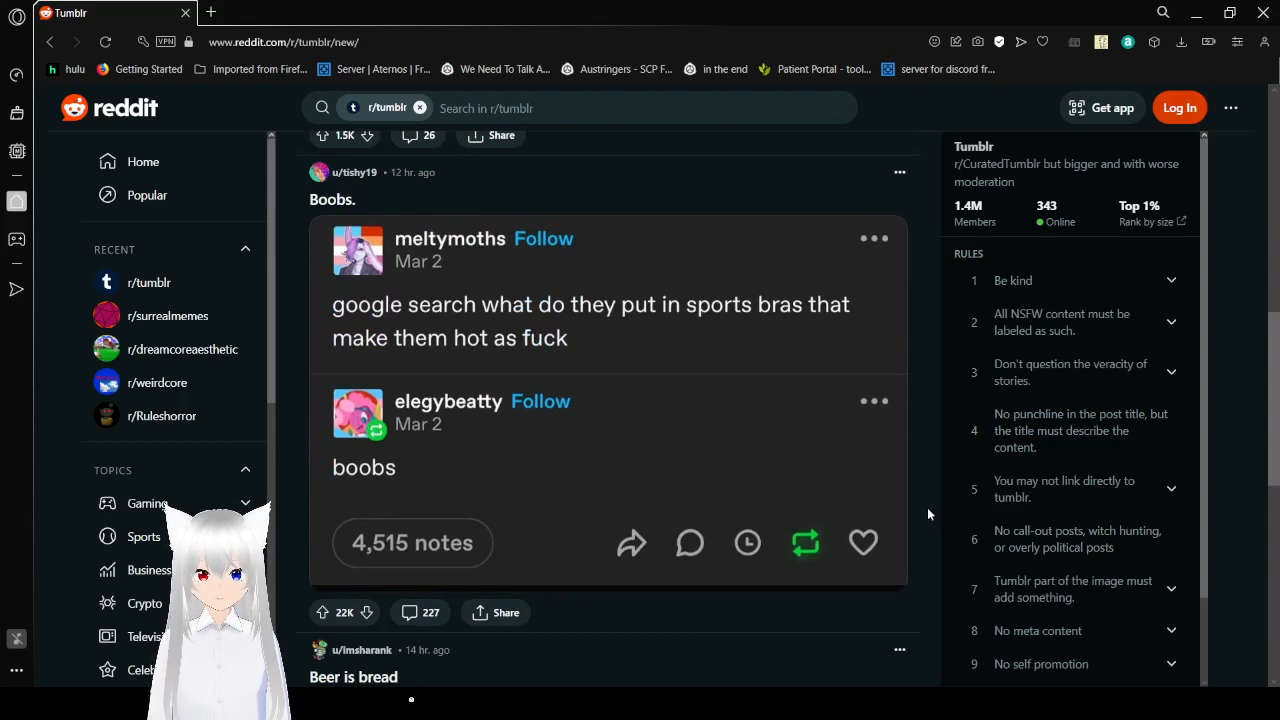 Tumblr
VPN
www.reddit.com/r/tumblr/new/
hulu
Getting Started
Imported from Firef...
Server | Aternos | Fr...
We Need To Talk A...
Austringers - SCP F...
in the end
Patient Portal - tool...
server for discord fr...
reddit
r/tumblr
Search in r/tumblr
Get app
Log In
Home
Popular
RECENT
r/tumblr
r/surrealmemes
r/dreamcoreaesthetic
r/weirdcore
r/Ruleshorror
TOPICS
Gaming
Sports
Business
Crypto
Televisi
Celeb
1.5K
26
Share
u/tishy19 • 12 hr. ago
Boobs.
meltymoths Follow
Mar 2
google search what do they put in sports bras that
make them hot as fuck
elegybeatty Follow
Mar 2
boobs
4,515 notes
22K
227
Share
u/imsharank • 14 hr. ago
Beer is bread
Tumblr
r/CuratedTumblr but bigger and with worse
moderation
1.4M 343 Top 1%
Members Online Rank by size
RULES
1 Be kind
2 All NSFW content must be
labeled as such.
3 Don't question the veracity of
stories.
4 No punchline in the post title, but
the title must describe the
content.
5 You may not link directly to
tumblr.
6 No call-out posts, witch hunting,
or overly political posts
7 Tumblr part of the image must
add something.
8 No meta content
9 No self promotion